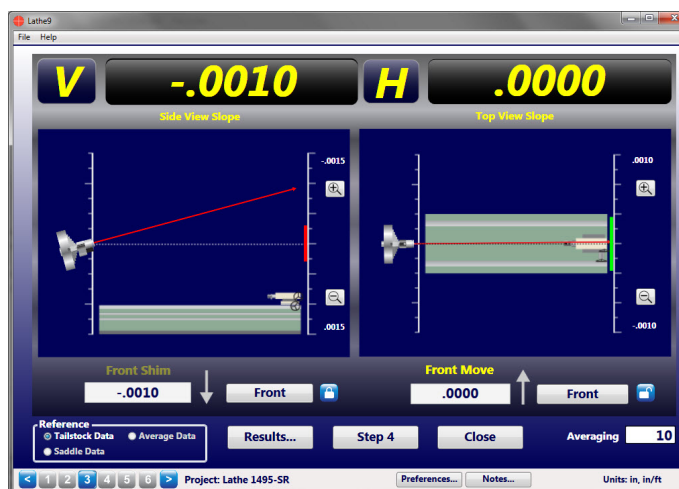 Lathe9
File Help
V -.0010 H .0000
Side View Slope Top View Slope
-.0015 .0010
.0015 -.0010
Front Shim Front Move
-.0010 Front .0000 Front
Reference
Tailstock Data Average Data
Saddle Data
Results... Step 4 Close Averaging 10
< 1 2 3 4 5 6 > Project: Lathe 1495-SR Preferences... Notes... Units: in, in/ft